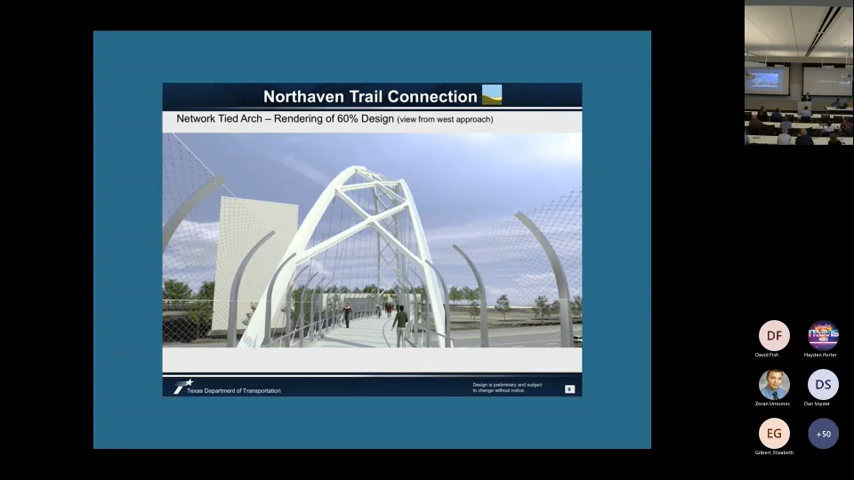 Northaven Trail Connection
Network Tied Arch – Rendering of 60% Design (view from west approach)
Texas Department of Transportation
Design is preliminary and subject
to change without notice.
DF
David Fish
Hayden Porter
Zoran
DS
Dan Snyder
EG
Gilbert, Elizabeth
+50